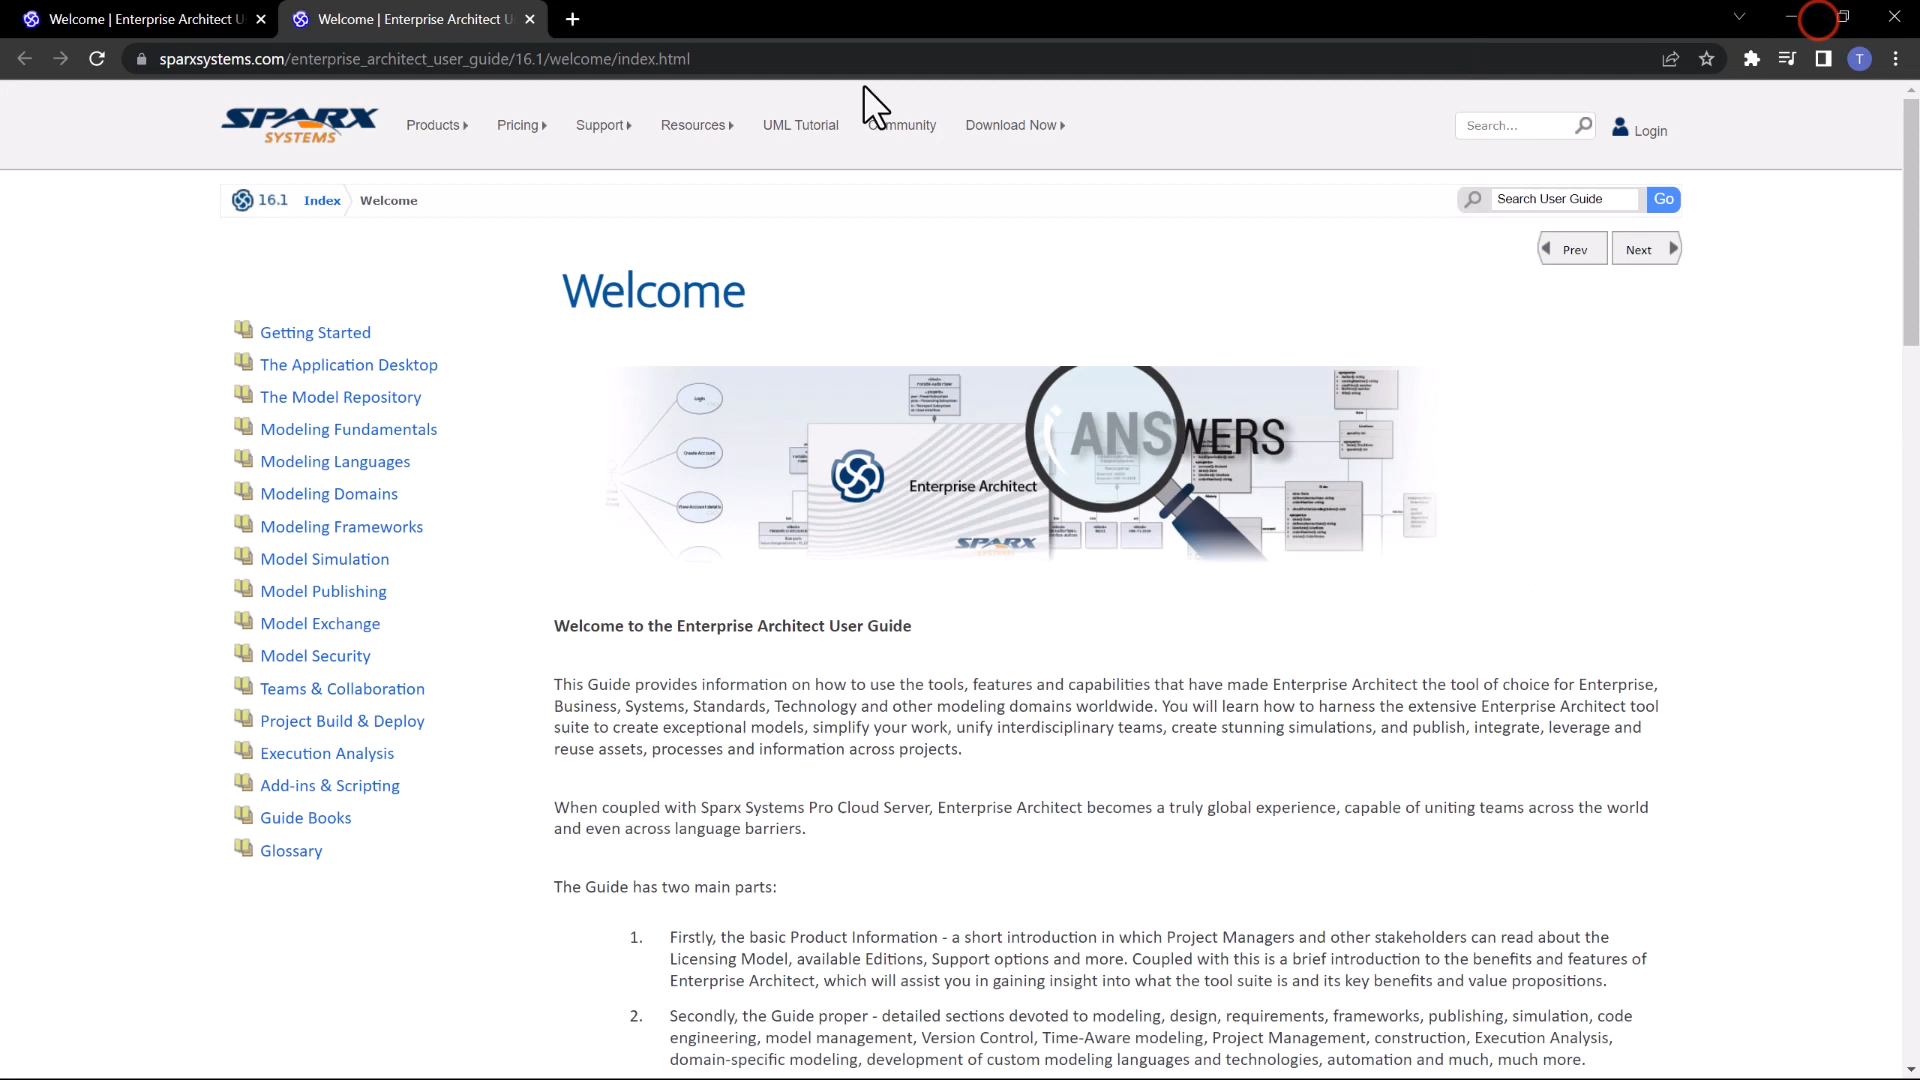 Welcome | Enterprise Architect U
Welcome | Enterprise Architect U
sparxsystems.com/enterprise_architect_user_guide/16.1/welcome/index.html
T
SPARX
SYSTEMS
Products
Pricing
Support
Resources
UML Tutorial
Community
Download Now
Search...
Login
16.1
Index
Welcome
Search User Guide
Go
Prev
Next
Welcome
Getting Started
The Application Desktop
The Model Repository
Modeling Fundamentals
Modeling Languages
Modeling Domains
Modeling Frameworks
Model Simulation
Model Publishing
Model Exchange
Model Security
Teams & Collaboration
Project Build & Deploy
Execution Analysis
Add-ins & Scripting
Guide Books
Glossary
Login
Create Account
ANSWERS
Enterprise Architect
SPARX
SYSTEMS
Welcome to the Enterprise Architect User Guide
This Guide provides information on how to use the tools, features and capabilities that have made Enterprise Architect the tool of choice for Enterprise,
Business, Systems, Standards, Technology and other modeling domains worldwide. You will learn how to harness the extensive Enterprise Architect tool
suite to create exceptional models, simplify your work, unify interdisciplinary teams, create stunning simulations, and publish, integrate, leverage and
reuse assets, processes and information across projects.
When coupled with Sparx Systems Pro Cloud Server, Enterprise Architect becomes a truly global experience, capable of uniting teams across the world
and even across language barriers.
The Guide has two main parts:
1. Firstly, the basic Product Information - a short introduction in which Project Managers and other stakeholders can read about the
Licensing Model, available Editions, Support options and more. Coupled with this is a brief introduction to the benefits and features of
Enterprise Architect, which will assist you in gaining insight into what the tool suite is and its key benefits and value propositions.
2. Secondly, the Guide proper - detailed sections devoted to modeling, design, requirements, frameworks, publishing, simulation, code
engineering, model management, Version Control, Time-Aware modeling, Project Management, construction, Execution Analysis,
domain-specific modeling, development of custom modeling languages and technologies, automation and much, much more.